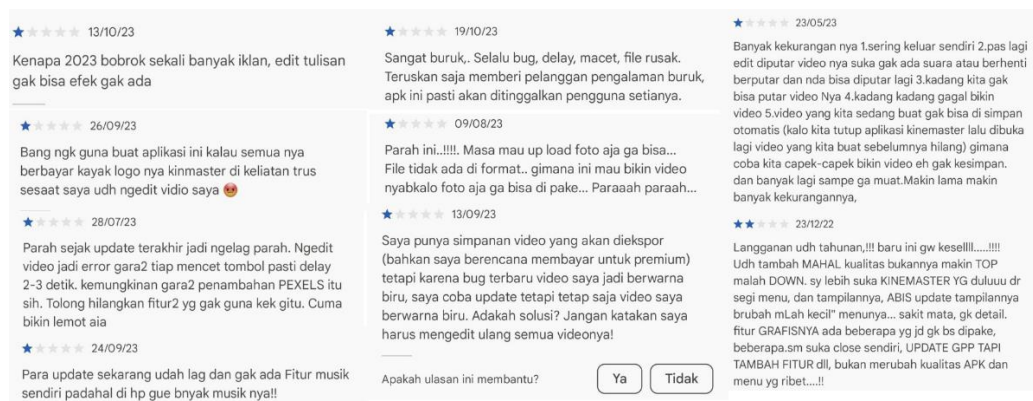 13/10/23
Kenapa 2023 bobrok sekali banyak iklan, edit tulisan
gak bisa efek gak ada
26/09/23
Bang ngk guna buat aplikasi ini kalau semua nya
berbayar kayak logo nya kinmaster di keliatan trus
sesaat saya udh ngedit vidio saya 😡
28/07/23
Parah sejak update terakhir jadi ngelag parah. Ngedit
video jadi error gara2 tiap mencet tombol pasti delay
2-3 detik. kemungkinan gara2 penambahan PEXELS itu
sih. Tolong hilangkan fitur2 yg gak guna kek gitu. Cuma
bikin lemot aia
24/09/23
Para update sekarang udah lag dan gak ada Fitur musik
sendiri padahal di hp gue bnyak musik nya!!
19/10/23
Sangat buruk,. Selalu bug, delay, macet, file rusak.
Teruskan saja memberi pelanggan pengalaman buruk,
apk ini pasti akan ditinggalkan pengguna setianya.
09/08/23
Parah ini..!!!!. Masa mau up load foto aja ga bisa...
File tidak ada di format.. gimana ini mau bikin video
nyabkalo foto aja ga bisa di pake... Paraaah paraah...
13/09/23
Saya punya simpanan video yang akan diekspor
(bahkan saya berencana membayar untuk premium)
tetapi karena bug terbaru video saya jadi berwarna
biru, saya coba update tetapi tetap saja video saya
berwarna biru. Adakah solusi? Jangan katakan saya
harus mengedit ulang semua videonya!
Apakah ulasan ini membantu?
Ya
Tidak
23/05/23
Banyak kekurangan nya 1.sering keluar sendiri 2.pas lagi
edit diputar video nya suka gak ada suara atau berhenti
berputar dan nda bisa diputar lagi 3.kadang kita gak
bisa putar video Nya 4.kadang kadang gagal bikin
video 5.video yang kita sedang buat gak bisa di simpan
otomatis (kalo kita tutup aplikasi kinemaster lalu dibuka
lagi video yang kita buat sebelumnya hilang) gimana
coba kita capek-capek bikin video eh gak kesimpan.
dan banyak lagi sampe ga muat.Makin lama makin
banyak kekurangannya,
23/12/22
Langganan udh tahunan,!!! baru ini gw kesellll.....!!!!
Udh tambah MAHAL kualitas bukannya makin TOP
malah DOWN. sy lebih suka KINEMASTER YG duluuu dr
segi menu, dan tampilannya, ABIS update tampilannya
brubah mLah kecil" menunya... sakit mata, gk detail.
fitur GRAFISNYA ada beberapa yg jd gk bs dipake,
beberapa.sm suka close sendiri, UPDATE GPP TAPI
TAMBAH FITUR dll, bukan merubah kualitas APK dan
menu yg ribet....!!